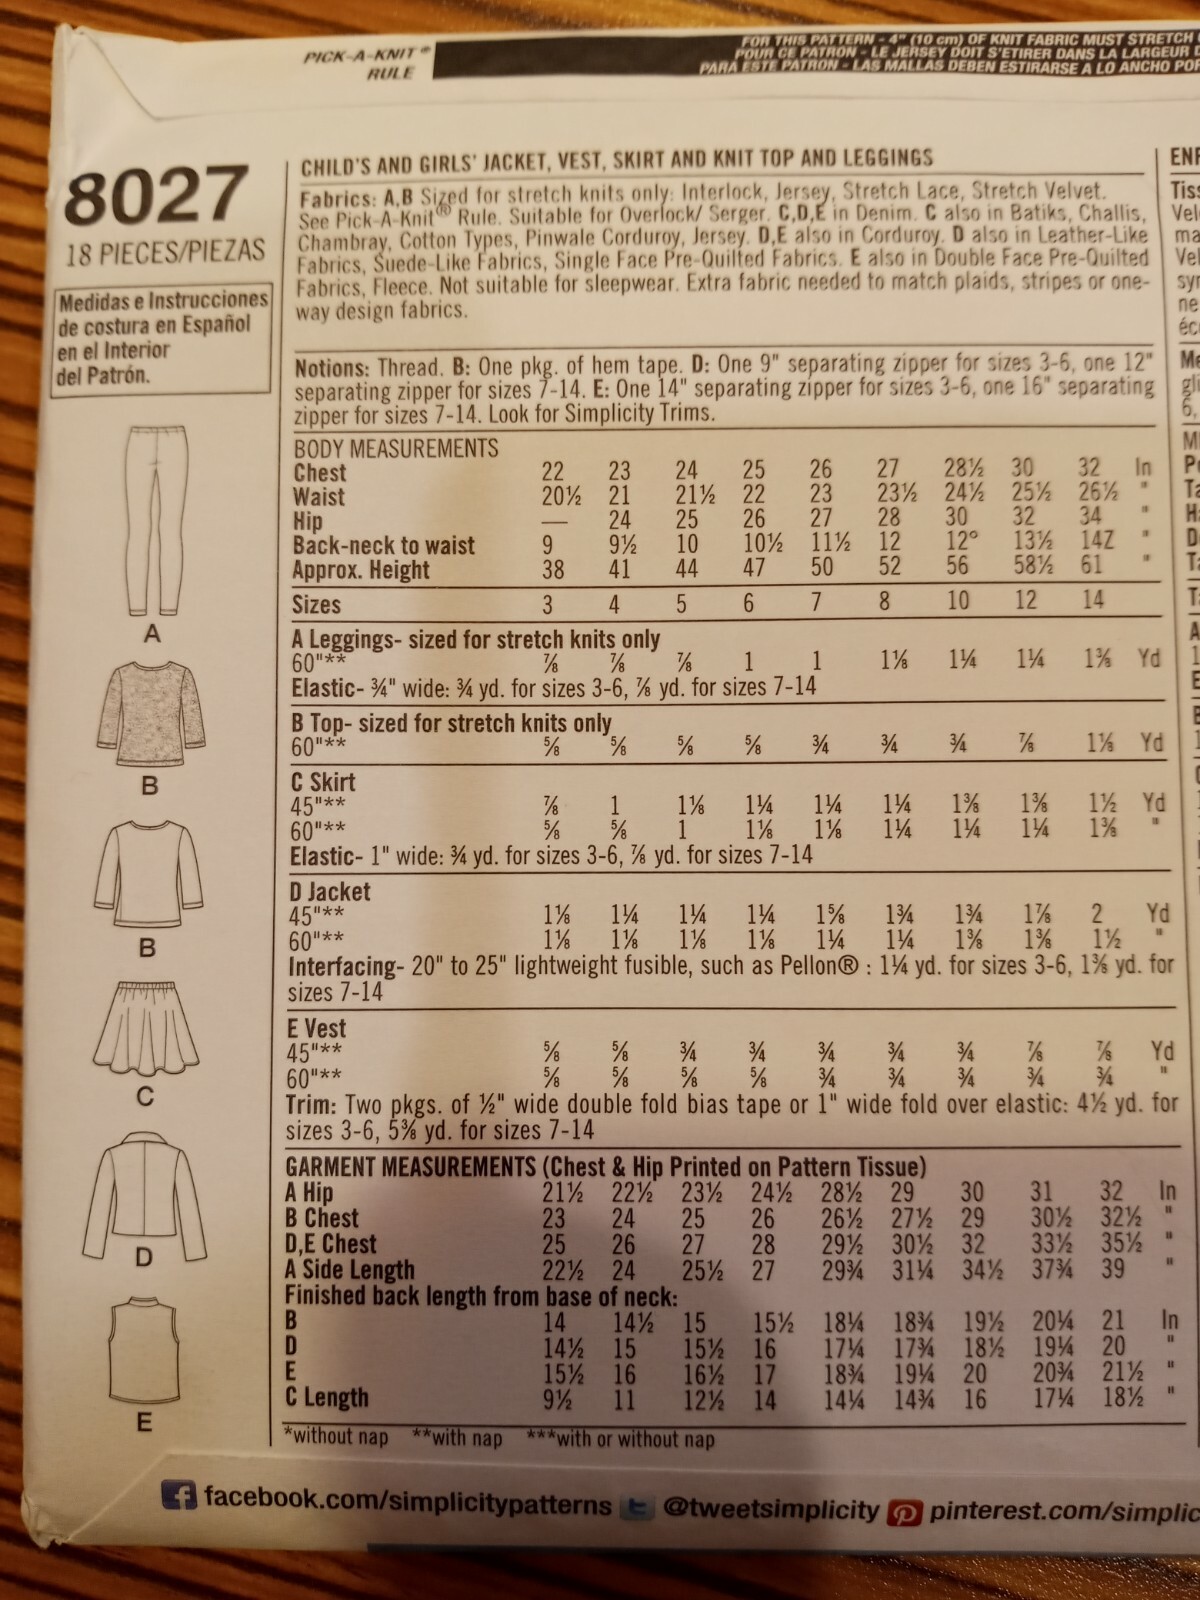 PICK-A-KNIT® RULE
FOR THIS PATTERN - 4" (10 cm) OF KNIT FABRIC MUST STRETCH
POUR CE PATRON - LE JERSEY DOIT S'ETIRER DANS LA LARGEUR
PARA ESTE PATRON - LAS MALLAS DEBEN ESTIRARSE A LO ANCHO
8027
18 PIECES/PIEZAS
Medidas e Instrucciones
de costura en Español
en el Interior
del Patrón.
A
B
B
C
D
E
CHILD'S AND GIRLS' JACKET, VEST, SKIRT AND KNIT TOP AND LEGGINGS
Fabrics: A,B Sized for stretch knits only: Interlock, Jersey, Stretch Lace, Stretch Velvet.
See Pick-A-Knit® Rule. Suitable for Overlock/ Serger. C,D,E in Denim. C also in Batiks, Challis,
Chambray, Cotton Types, Pinwale Corduroy, Jersey. D,E also in Corduroy. D also in Leather-Like
Fabrics, Suede-Like Fabrics, Single Face Pre-Quilted Fabrics. E also in Double Face Pre-Quilted
Fabrics, Fleece. Not suitable for sleepwear. Extra fabric needed to match plaids, stripes or one-
way design fabrics.
Notions: Thread. B: One pkg. of hem tape. D: One 9" separating zipper for sizes 3-6, one 12"
separating zipper for sizes 7-14. E: One 14" separating zipper for sizes 3-6, one 16" separating
zipper for sizes 7-14. Look for Simplicity Trims.
BODY MEASUREMENTS
Chest 22 23 24 25 26 27 28½ 30 32 In
Waist 20½ 21 21½ 22 23 23½ 24½ 25½ 26½ "
Hip — 24 25 26 27 28 30 32 34 "
Back-neck to waist 9 9½ 10 10½ 11½ 12 12° 13½ 14Z "
Approx. Height 38 41 44 47 50 52 56 58½ 61 "
Sizes 3 4 5 6 7 8 10 12 14
A Leggings- sized for stretch knits only
60"** ⅞ ⅞ ⅞ 1 1 1⅛ 1¼ 1¼ 1⅜ Yd
Elastic- ¾" wide: ¾ yd. for sizes 3-6, ⅞ yd. for sizes 7-14
B Top- sized for stretch knits only
60"** ⅝ ⅝ ⅝ ⅝ ¾ ¾ ¾ ⅞ 1⅛ Yd
C Skirt
45"** ⅞ 1 1⅛ 1¼ 1¼ 1¼ 1⅜ 1⅜ 1½ Yd
60"** ⅝ ⅝ 1 1⅛ 1⅛ 1¼ 1¼ 1¼ 1⅜ "
Elastic- 1" wide: ¾ yd. for sizes 3-6, ⅞ yd. for sizes 7-14
D Jacket
45"** 1⅛ 1¼ 1¼ 1¼ 1⅝ 1¾ 1¾ 1⅞ 2 Yd
60"** 1⅛ 1⅛ 1⅛ 1⅛ 1¼ 1¼ 1⅜ 1⅜ 1½ "
Interfacing- 20" to 25" lightweight fusible, such as Pellon® : 1¼ yd. for sizes 3-6, 1⅜ yd. for
sizes 7-14
E Vest
45"** ⅝ ⅝ ¾ ¾ ¾ ¾ ¾ ⅞ ⅞ Yd
60"** ⅝ ⅝ ⅝ ⅝ ¾ ¾ ¾ ¾ ¾ "
Trim: Two pkgs. of ½" wide double fold bias tape or 1" wide fold over elastic: 4½ yd. for
sizes 3-6, 5⅜ yd. for sizes 7-14
GARMENT MEASUREMENTS (Chest & Hip Printed on Pattern Tissue)
A Hip 21½ 22½ 23½ 24½ 28½ 29 30 31 32 In
B Chest 23 24 25 26 26½ 27½ 29 30½ 32½ "
D,E Chest 25 26 27 28 29½ 30½ 32 33½ 35½ "
A Side Length 22½ 24 25½ 27 29¾ 31¼ 34½ 37¾ 39 "
Finished back length from base of neck:
B 14 14½ 15 15½ 18¼ 18¾ 19½ 20¼ 21 In
D 14½ 15 15½ 16 17¼ 17¾ 18½ 19¼ 20 "
E 15½ 16 16½ 17 18¾ 19¼ 20 20¾ 21½ "
C Length 9½ 11 12½ 14 14¼ 14¾ 16 17¼ 18½ "
*without nap **with nap ***with or without nap
facebook.com/simplicitypatterns @tweetsimplicity pinterest.com/simplic